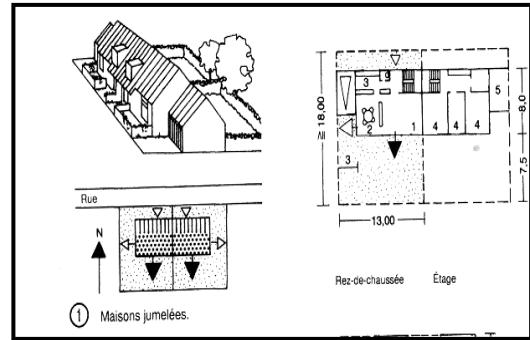 Rue
N
1 Maisons jumelées.
≥ 18,00
3
9
5
2
1
4
4
4
4
3
8,0
7,5
13,00
Rez-de-chaussée
Étage